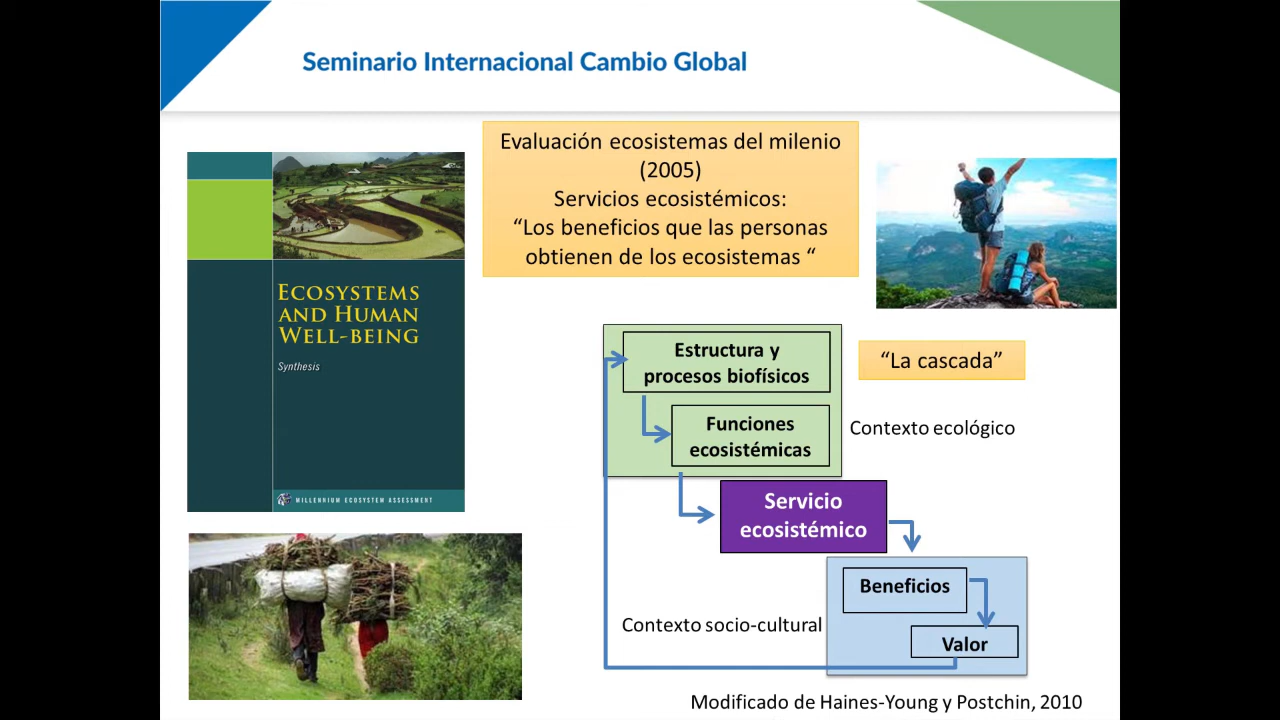 Seminario Internacional Cambio Global
Evaluación ecosistemas del milenio
(2005)
Servicios ecosistémicos:
“Los beneficios que las personas
obtienen de los ecosistemas “
ECOSYSTEMS
AND HUMAN
WELL-BEING
Synthesis
MILLENNIUM ECOSYSTEM ASSESSMENT
Estructura y
procesos biofísicos
“La cascada”
Funciones
ecosistémicas
Contexto ecológico
Servicio
ecosistémico
Beneficios
Contexto socio-cultural
Valor
Modificado de Haines-Young y Postchin, 2010